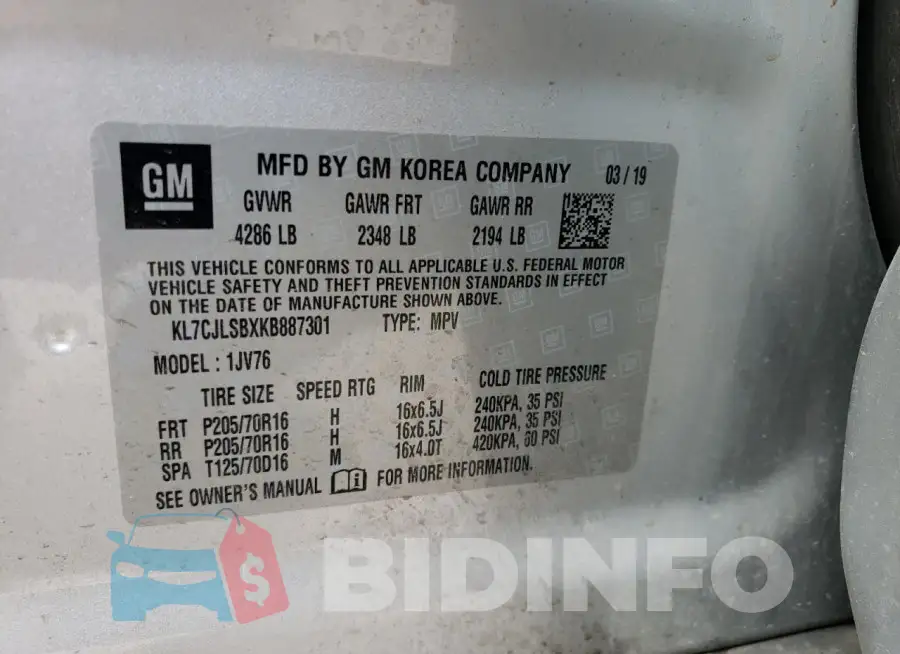 GM
MFD BY GM KOREA COMPANY 03/19
GVWR GAWR FRT GAWR RR
4286 LB 2348 LB 2194 LB
THIS VEHICLE CONFORMS TO ALL APPLICABLE U.S. FEDERAL MOTOR
VEHICLE SAFETY AND THEFT PREVENTION STANDARDS IN EFFECT
ON THE DATE OF MANUFACTURE SHOWN ABOVE.
KL7CJLSBXKB887301 TYPE: MPV
MODEL : 1JV76
TIRE SIZE SPEED RTG RIM COLD TIRE PRESSURE
FRT P205/70R16 H 16x6.5J 240KPA, 35 PSI
RR P205/70R16 H 16x6.5J 240KPA, 35 PSI
SPA T125/70D16 M 16x4.0T 420KPA, 60 PSI
SEE OWNER'S MANUAL i FOR MORE INFORMATION.
$ BIDINFO